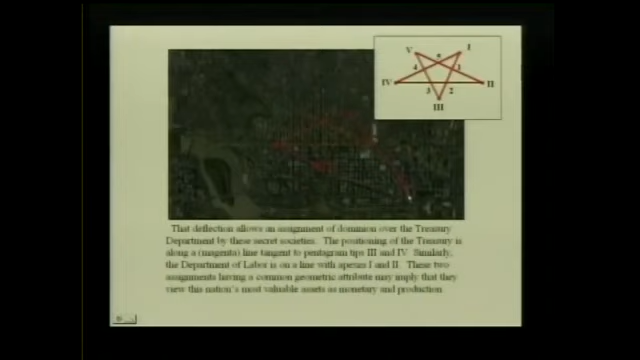 V
I
4
1
IV
II
3
2
III
That deflection allows an assignment of dominion over the Treasury
Department by these secret societies. The positioning of the Treasury is
along a (magenta) line tangent to pentagram tips III and IV. Similarly,
the Department of Labor is on a line with apexes I and II. These two
assignments having a common geometric attribute may imply that they
view this nation's most valuable assets as monetary and production.